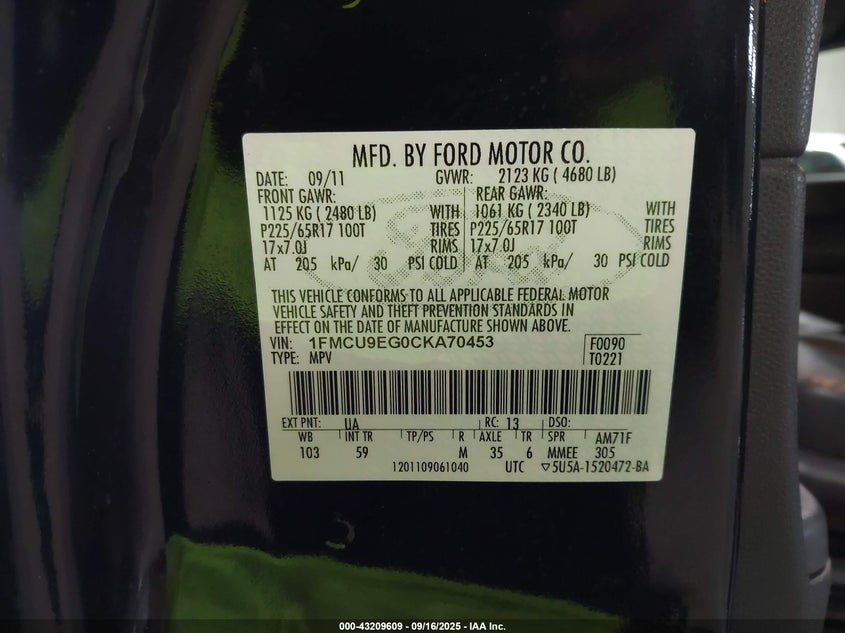 MFD. BY FORD MOTOR CO.
DATE: 09/11 GVWR: 2123 KG ( 4680 LB)
FRONT GAWR: REAR GAWR:
1125 KG ( 2480 LB) WITH 1061 KG ( 2340 LB) WITH
P225/65R17 100T TIRES P225/65R17 100T TIRES
17x7.0J RIMS 17x7.0J RIMS
AT 205 kPa/ 30 PSI COLD AT 205 kPa/ 30 PSI COLD
THIS VEHICLE CONFORMS TO ALL APPLICABLE FEDERAL MOTOR
VEHICLE SAFETY AND THEFT PREVENTION STANDARDS IN
EFFECT ON THE DATE OF MANUFACTURE SHOWN ABOVE.
VIN: 1FMCU9EG0CKA70453 F0090
TYPE: MPV T0221
EXT PNT: UA RC: 13 DSO:
WB INT TR TP/PS R AXLE TR SPR AM71F
103 59 M 35 6 MMEE 305
1201109061040 UTC ▽5U5A-1520472-BA
000-43209609 - 09/16/2025 - IAA Inc.